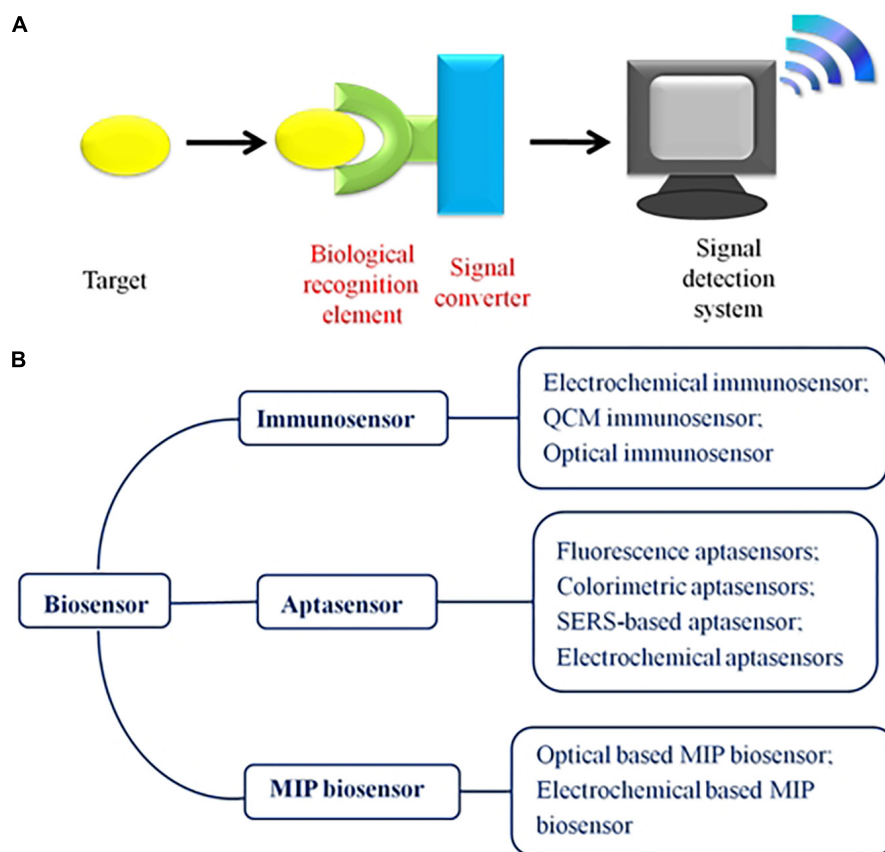 A
Target
Biological
recognition
element
Signal
converter
Signal
detection
system
B
Immunosensor
Electrochemical immunosensor;
QCM immunosensor;
Optical immunosensor
Biosensor
Aptasensor
Fluorescence aptasensors;
Colorimetric aptasensors;
SERS-based aptasensor;
Electrochemical aptasensors
MIP biosensor
Optical based MIP biosensor;
Electrochemical based MIP
biosensor